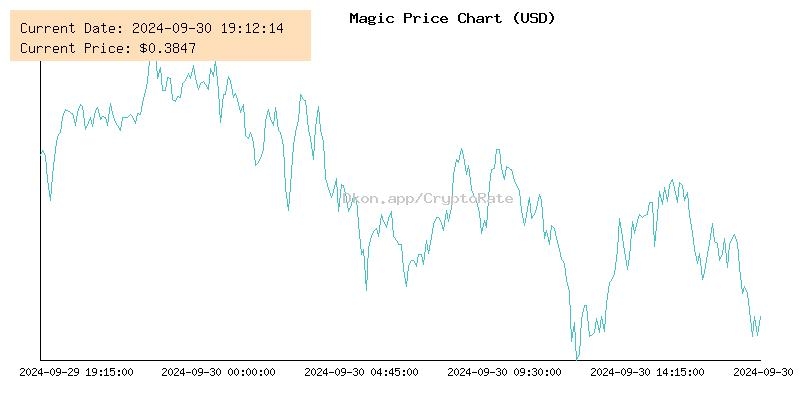 Magic Price Chart (USD)
Current Date: 2024-09-30 19:12:14
Current Price: $0.3847
Dkon.app/CryptoRate
2024-09-29 19:15:00 2024-09-30 00:00:00 2024-09-30 04:45:00 2024-09-30 09:30:00 2024-09-30 14:15:00 2024-09-30